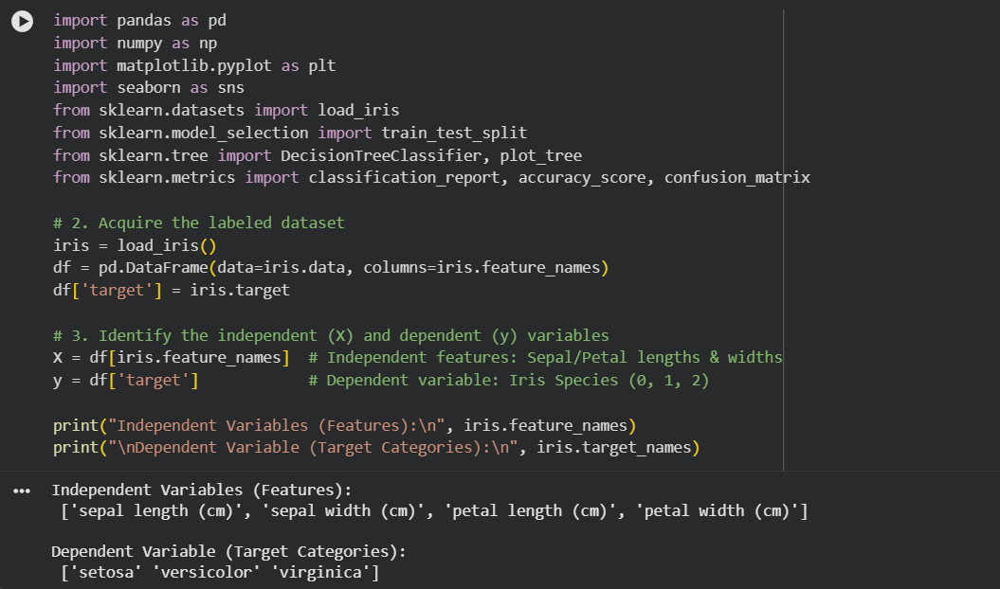 import pandas as pd
import numpy as np
import matplotlib.pyplot as plt
import seaborn as sns
from sklearn.datasets import load_iris
from sklearn.model_selection import train_test_split
from sklearn.tree import DecisionTreeClassifier, plot_tree
from sklearn.metrics import classification_report, accuracy_score, confusion_matrix

# 2. Acquire the labeled dataset
iris = load_iris()
df = pd.DataFrame(data=iris.data, columns=iris.feature_names)
df['target'] = iris.target

# 3. Identify the independent (X) and dependent (y) variables
X = df[iris.feature_names]  # Independent features: Sepal/Petal lengths & widths
y = df['target']            # Dependent variable: Iris Species (0, 1, 2)

print("Independent Variables (Features):\n", iris.feature_names)
print("\nDependent Variable (Target Categories):\n", iris.target_names)

Independent Variables (Features):
 ['sepal length (cm)', 'sepal width (cm)', 'petal length (cm)', 'petal width (cm)']

Dependent Variable (Target Categories):
 ['setosa' 'versicolor' 'virginica']